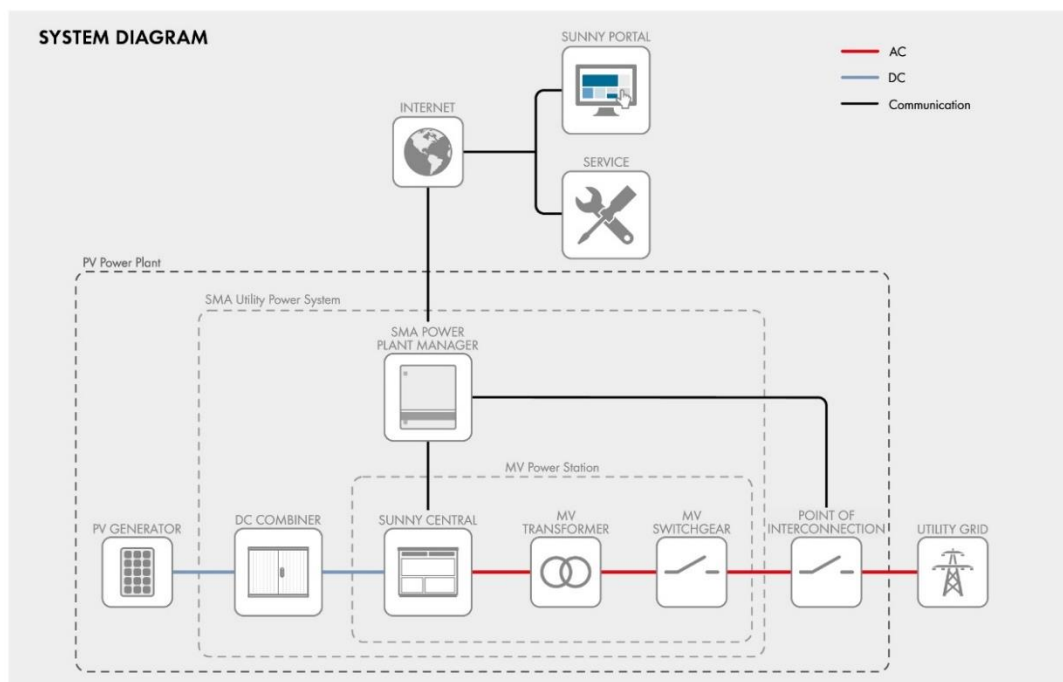 SYSTEM DIAGRAM
SUNNY PORTAL
AC
DC
Communication
INTERNET
SERVICE
PV Power Plant
SMA Utility Power System
SMA POWER
PLANT MANAGER
MV Power Station
PV GENERATOR
DC COMBINER
SUNNY CENTRAL
MV
TRANSFORMER
MV
SWITCHGEAR
POINT OF
INTERCONNECTION
UTILITY GRID